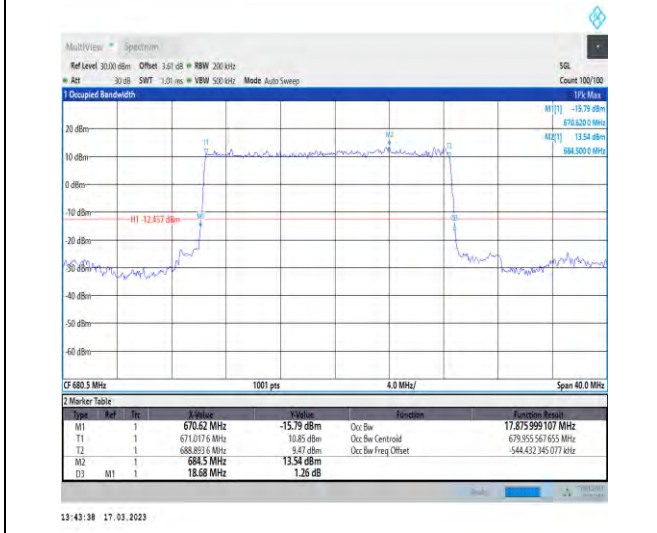 MultiView Spectrum
Ref Level 30.00 dBm Offset 3.61 dB RBW 200 kHz SGL
Att 30 dB SWT 1.01 ms VBW 500 kHz Mode Auto Sweep Count 100/100
1 Occupied Bandwidth 1Pk Max
M1[1] -15.79 dBm
670.620 0 MHz
M2[1] 13.54 dBm
684.500 0 MHz
20 dBm
M2
T1 T2
10 dBm
0 dBm
-10 dBm
H1 -12.457 dBm M1 D3
-20 dBm
-30 dBm
-40 dBm
-50 dBm
-60 dBm
CF 680.5 MHz 1001 pts 4.0 MHz/ Span 40.0 MHz
2 Marker Table
Type Ref Trc X-Value Y-Value Function Function Result
M1 1 670.62 MHz -15.79 dBm Occ Bw 17.875 999 107 MHz
T1 1 671.017 6 MHz 10.85 dBm Occ Bw Centroid 679.955 567 655 MHz
T2 1 688.893 6 MHz 9.47 dBm Occ Bw Freq Offset -544.432 345 077 kHz
M2 1 684.5 MHz 13.54 dBm
D3 M1 1 18.68 MHz 1.26 dB
13:43:38 17.03.2023